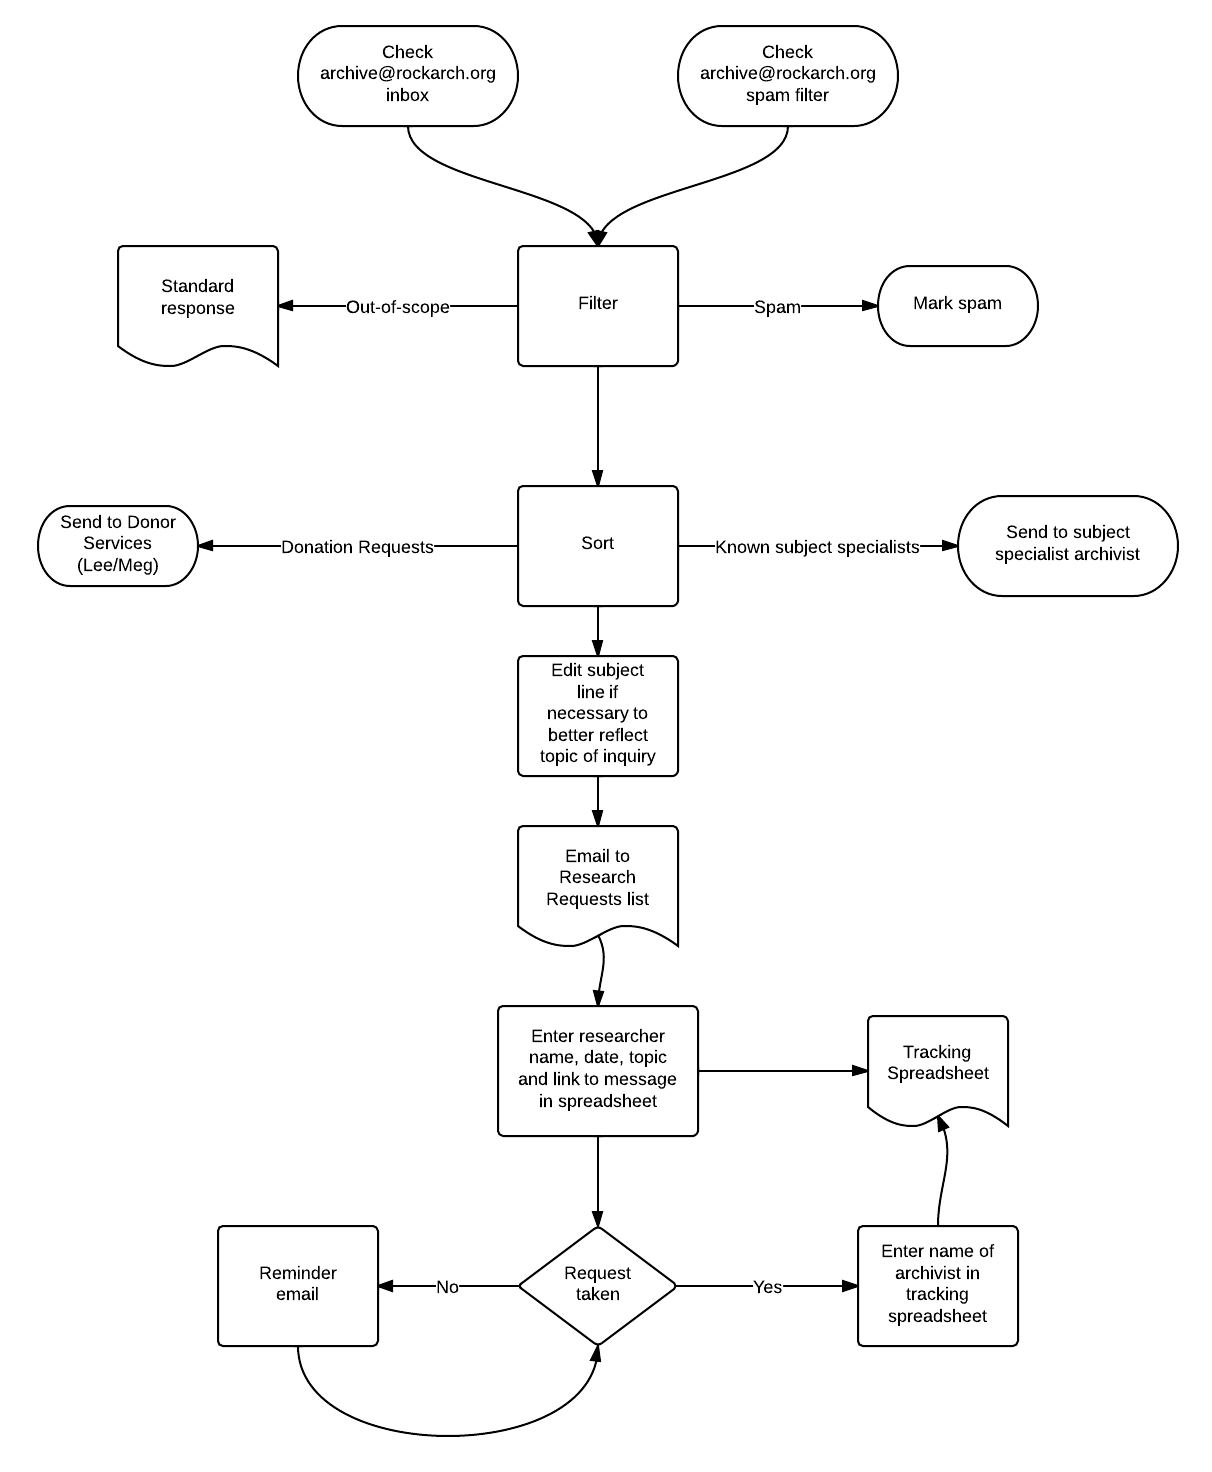 Check
archive@rockarch.org
inbox
Check
archive@rockarch.org
spam filter
Standard
response
Out-of-scope
Filter
Spam
Mark spam
Send to Donor
Services
(Lee/Meg)
Donation Requests
Sort
Known subject specialists
Send to subject
specialist archivist
Edit subject
line if
necessary to
better reflect
topic of inquiry
Email to
Research
Requests list
Enter researcher
name, date, topic
and link to message
in spreadsheet
Tracking
Spreadsheet
Reminder
email
No
Request
taken
Yes
Enter name of
archivist in
tracking
spreadsheet